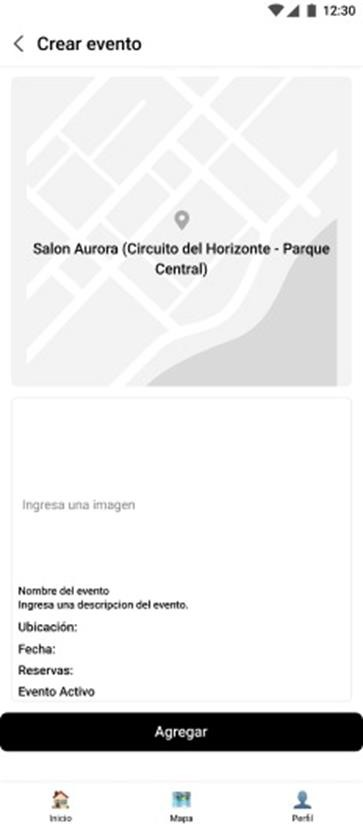 12:30
Crear evento
Salon Aurora (Circuito del Horizonte - Parque
Central)
Ingresa una imagen
Nombre del evento
Ingresa una descripcion del evento.
Ubicación:
Fecha:
Reservas:
Evento Activo
Agregar
Inicio
Mapa
Perfil